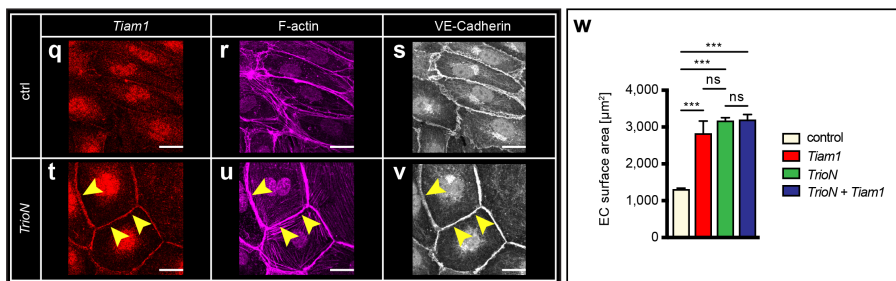 Tiam1
F-actin
VE-Cadherin
ctrl
q
r
s
TrioN
t
u
v
w
***
***
ns
***
ns
4,000
3,000
2,000
1,000
0
EC surface area [µm²]
control
Tiam1
TrioN
TrioN + Tiam1